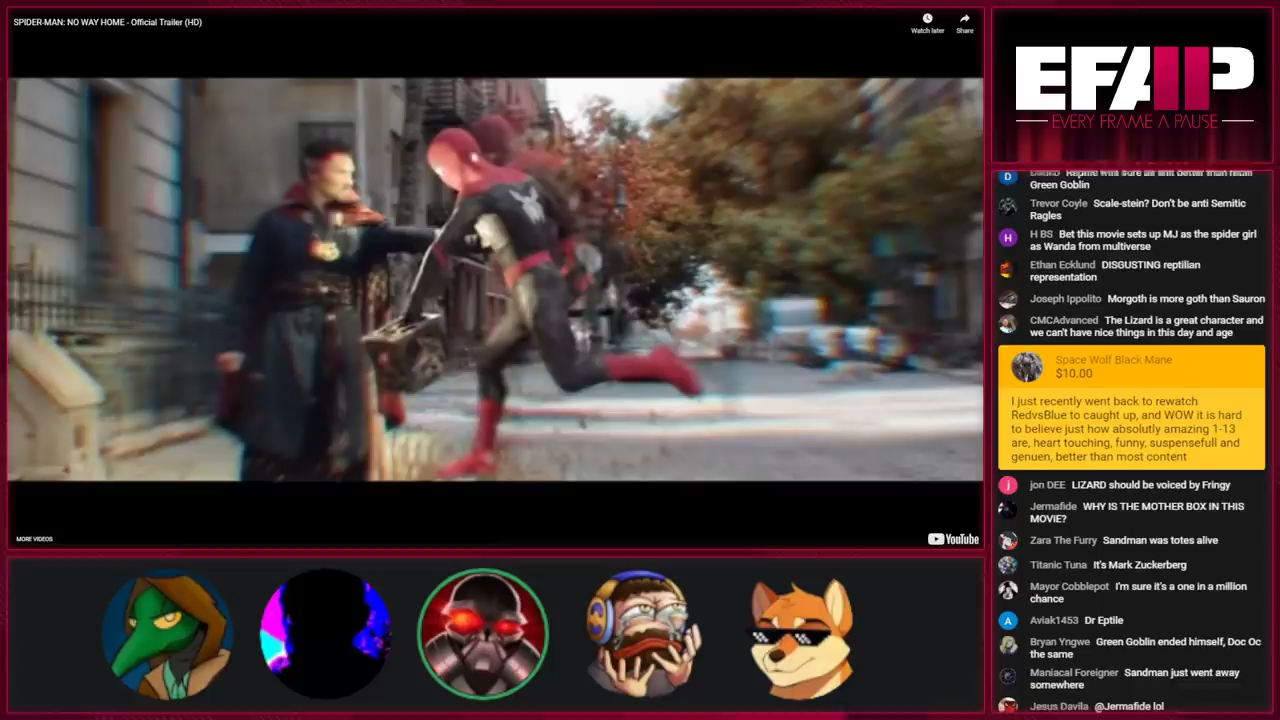 SPIDER-MAN: NO WAY HOME - Official Trailer (HD)
Watch later
Share
MORE VIDEOS
YouTube
EFAP
EVERY FRAME A PAUSE
Green Goblin
Trevor Coyle Scale-stein? Don't be anti Semitic
Ragles
H BS Bet this movie sets up MJ as the spider girl
as Wanda from multiverse
Ethan Ecklund DISGUSTING reptilian
representation
Joseph Ippolito Morgoth is more goth than Sauron
CMCAdvanced The Lizard is a great character and
we can't have nice things in this day and age
Space Wolf Black Mane
$10.00
I just recently went back to rewatch
RedvsBlue to caught up, and WOW it is hard
to believe just how absolutly amazing 1-13
are, heart touching, funny, suspensefull and
genuen, better than most content
jon DEE LIZARD should be voiced by Fringy
Jermafide WHY IS THE MOTHER BOX IN THIS
MOVIE?
Zara The Furry Sandman was totes alive
Titanic Tuna It's Mark Zuckerberg
Mayor Cobblepot I'm sure it's a one in a million
chance
Aviak1453 Dr Eptile
Bryan Yngwe Green Goblin ended himself, Doc Oc
the same
Maniacal Foreigner Sandman just went away
somewhere
Jesus Davila @Jermafide lol